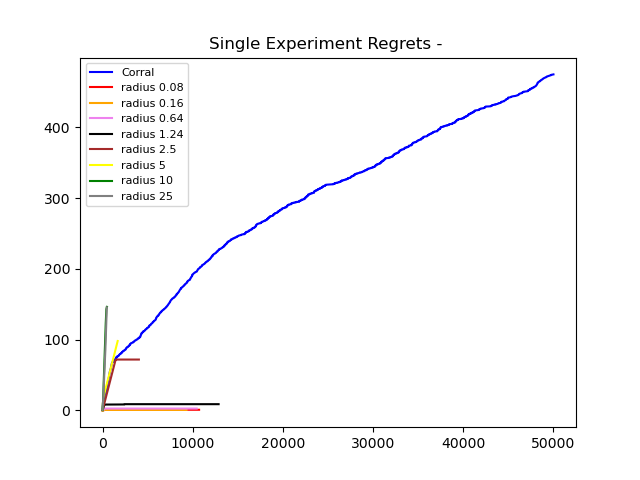 Single Experiment Regrets -
Corral
radius 0.08
radius 0.16
radius 0.64
radius 1.24
radius 2.5
radius 5
radius 10
radius 25
400
300
200
100
0
0 10000 20000 30000 40000 50000